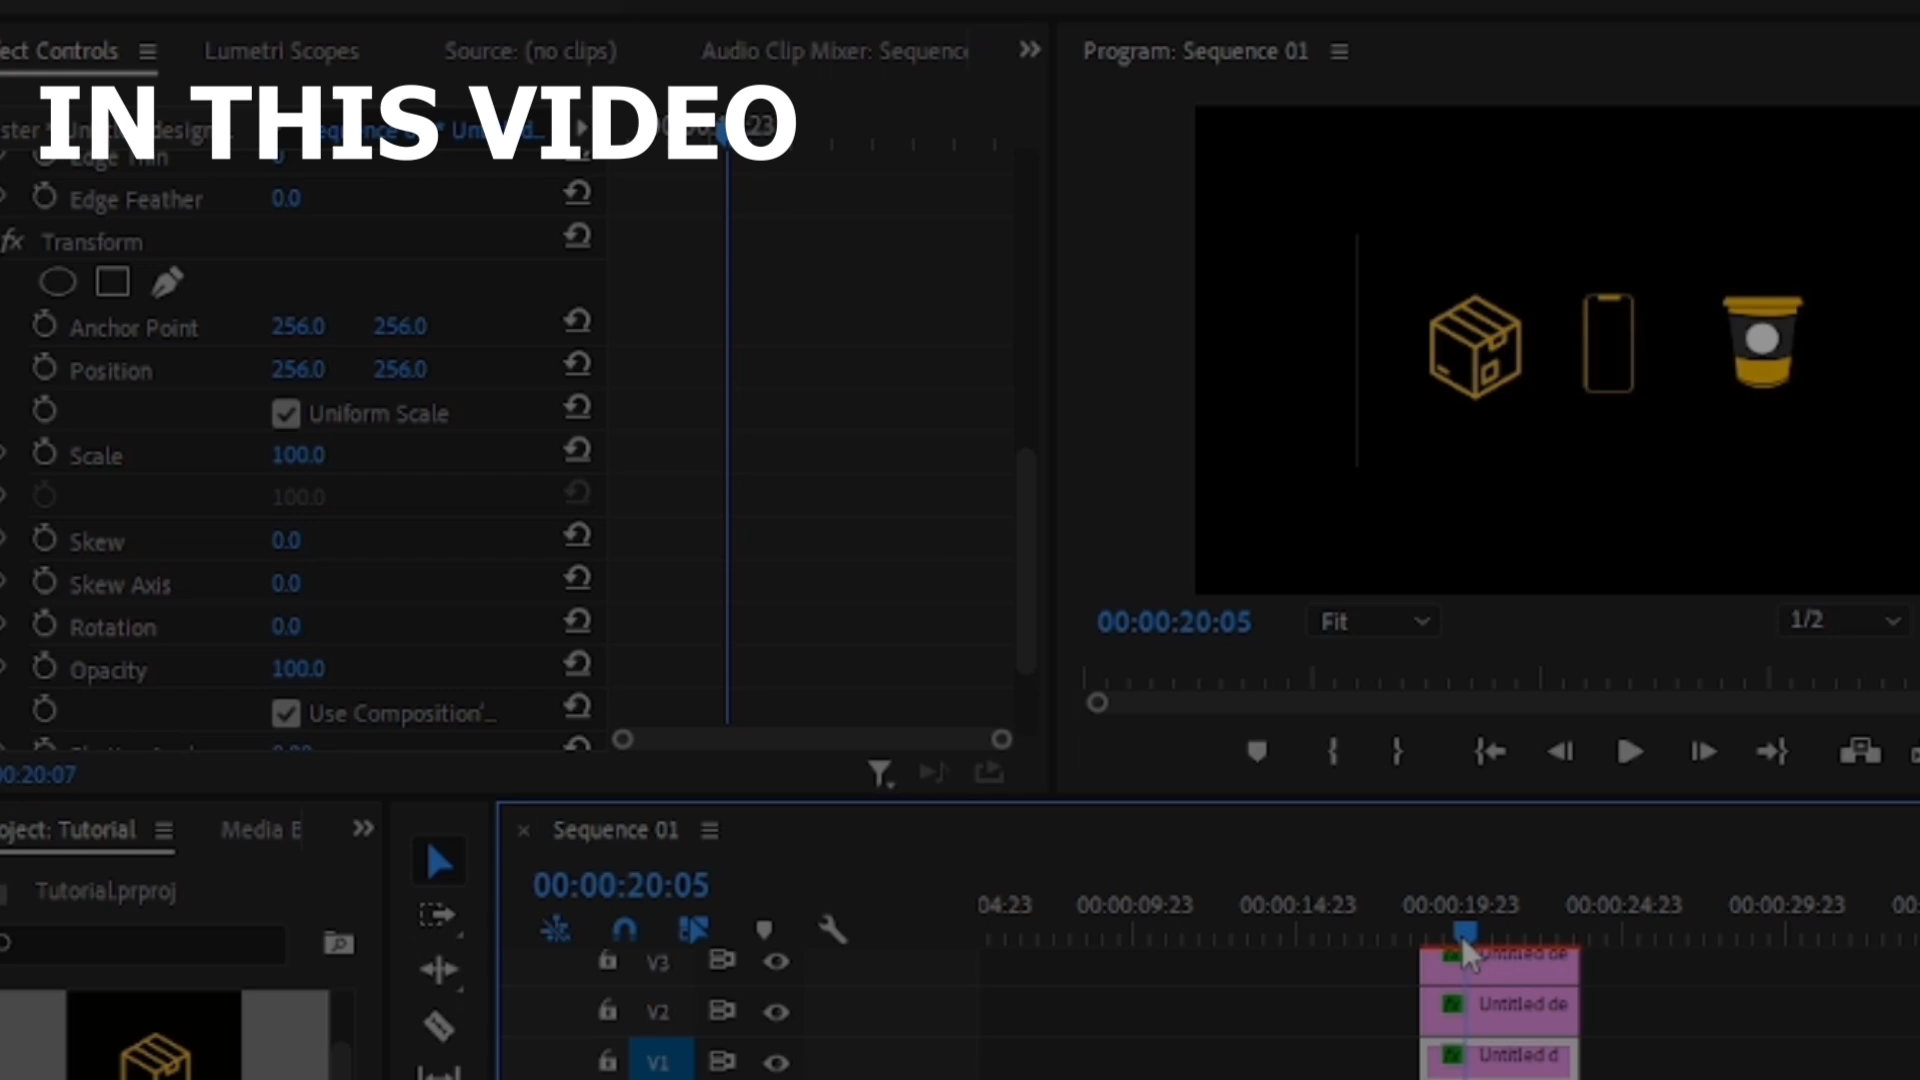 ect Controls
Lumetri Scopes
Source: (no clips)
Audio Clip Mixer: Sequence
Program: Sequence 01
IN THIS VIDEO
Edge Feather 0.0
fx Transform
Anchor Point 256.0 256.0
Position 256.0 256.0
Uniform Scale
Scale 100.0
100.0
Skew 0.0
Skew Axis 0.0
Rotation 0.0
Opacity 100.0
Use Composition'...
00:20:07
00:00:20:05
Fit
1/2
oject: Tutorial
Media E
Tutorial.prproj
Sequence 01
00:00:20:05
04:23 00:00:09:23 00:00:14:23 00:00:19:23 00:00:24:23 00:00:29:23 00
V3 Untitled de
V2 Untitled de
V1 Untitled d